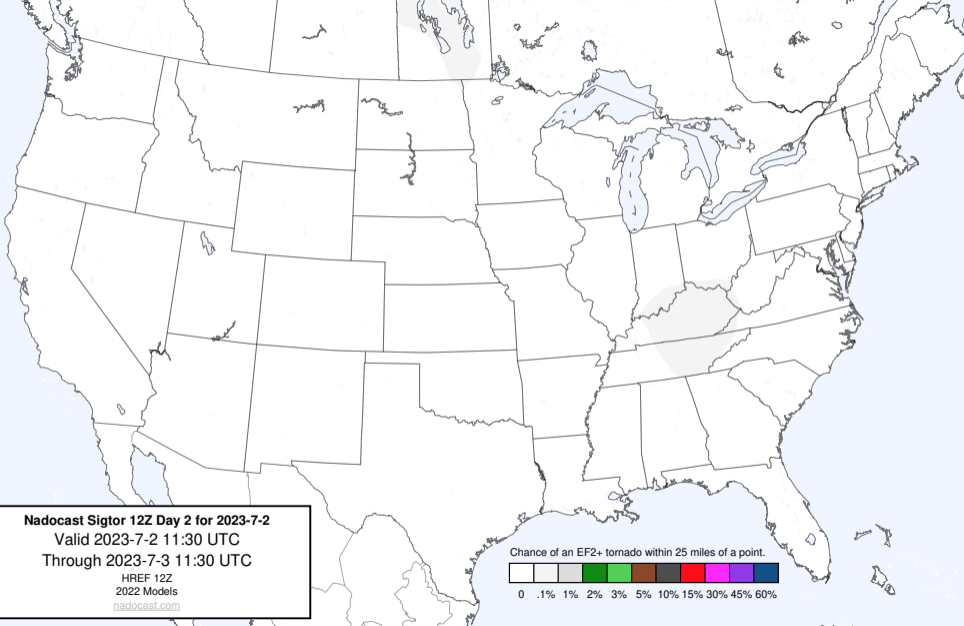 Nadocast Sigtor 12Z Day 2 for 2023-7-2
Valid 2023-7-2 11:30 UTC
Through 2023-7-3 11:30 UTC
HREF 12Z
2022 Models
nadocast.com
Chance of an EF2+ tornado within 25 miles of a point.
0 .1% 1% 2% 3% 5% 10% 15% 30% 45% 60%